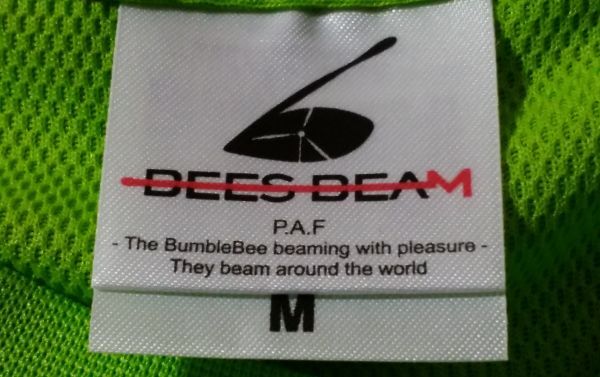 BEES BEAM
P.A.F
- The BumbleBee beaming with pleasure -
They beam around the world
M